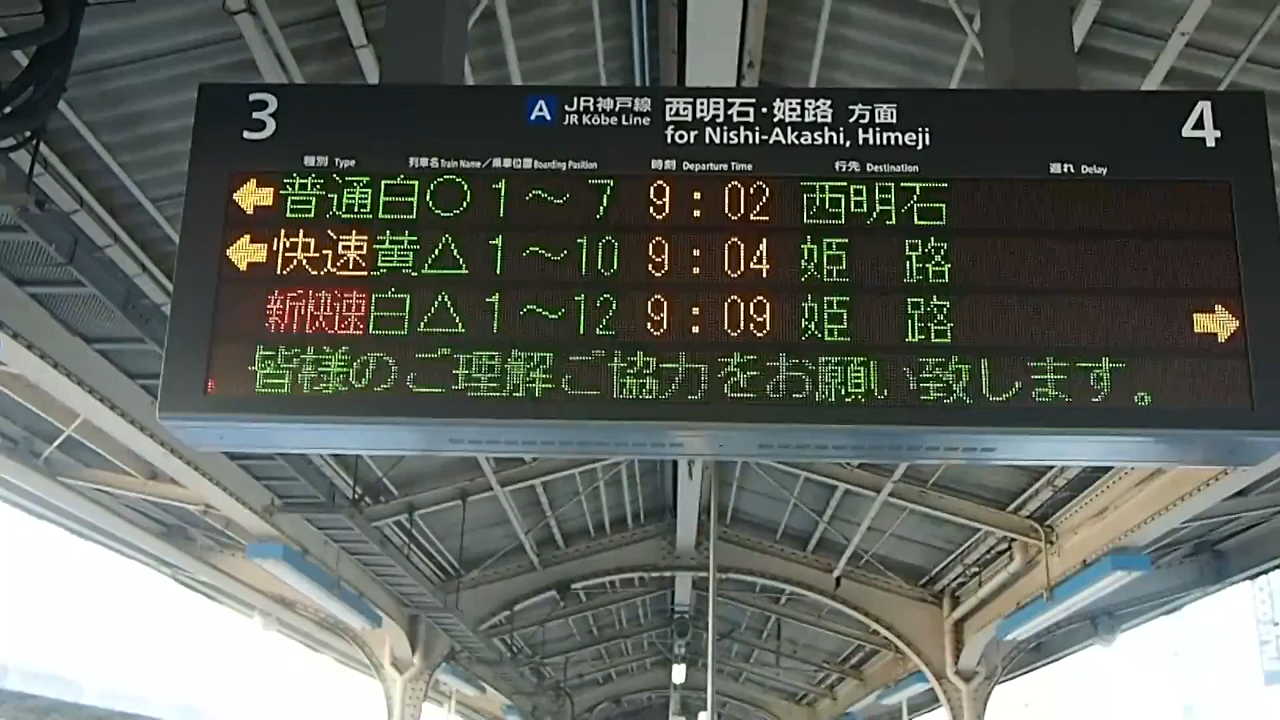 3 A JR神戸線 西明石・姫路 方面 4
JR Kōbe Line for Nishi-Akashi, Himeji
種別 Type 列車名 Train Name／乗車位置 Boarding Position 時刻 Departure Time 行先 Destination 遅れ Delay
←普通白○ 1～ 7 9:02 西明石
←快速黄△ 1～10 9:04 姫 路
新快速白△ 1～12 9:09 姫 路 →
皆様のご理解ご協力をお願い致します。